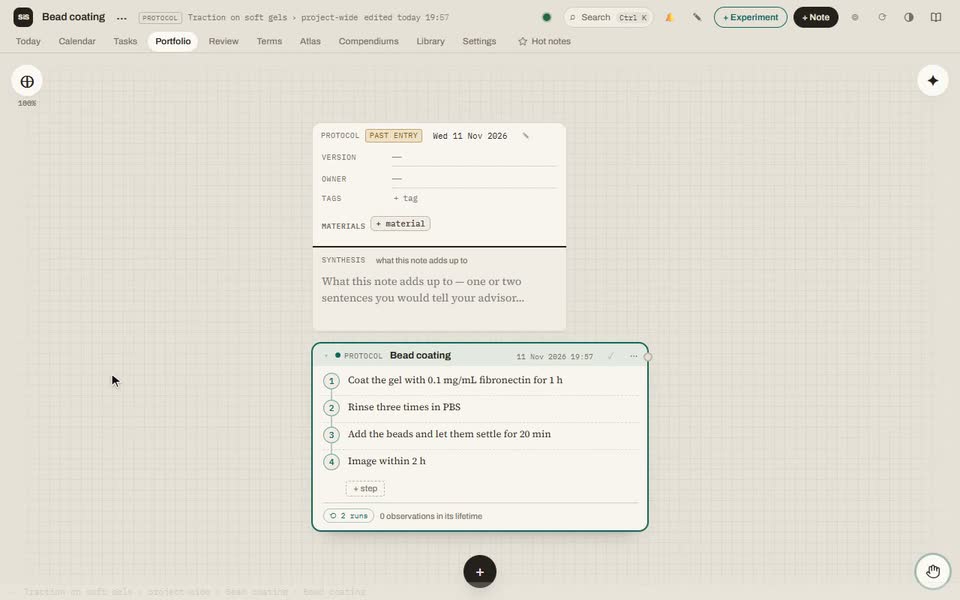 SiS Bead coating ... PROTOCOL Traction on soft gels › project-wide edited today 19:57 Search Ctrl K + Experiment + Note
Today Calendar Tasks Portfolio Review Terms Atlas Compendiums Library Settings Hot notes
100%
PROTOCOL PAST ENTRY Wed 11 Nov 2026
VERSION —
OWNER —
TAGS + tag
MATERIALS + material
SYNTHESIS what this note adds up to
What this note adds up to — one or two
sentences you would tell your advisor...
PROTOCOL Bead coating 11 Nov 2026 19:57 ✓ ...
1 Coat the gel with 0.1 mg/mL fibronectin for 1 h
2 Rinse three times in PBS
3 Add the beads and let them settle for 20 min
4 Image within 2 h
+ step
2 runs 0 observations in its lifetime
+
Traction on soft gels › project-wide › Bead coating · Bead coating